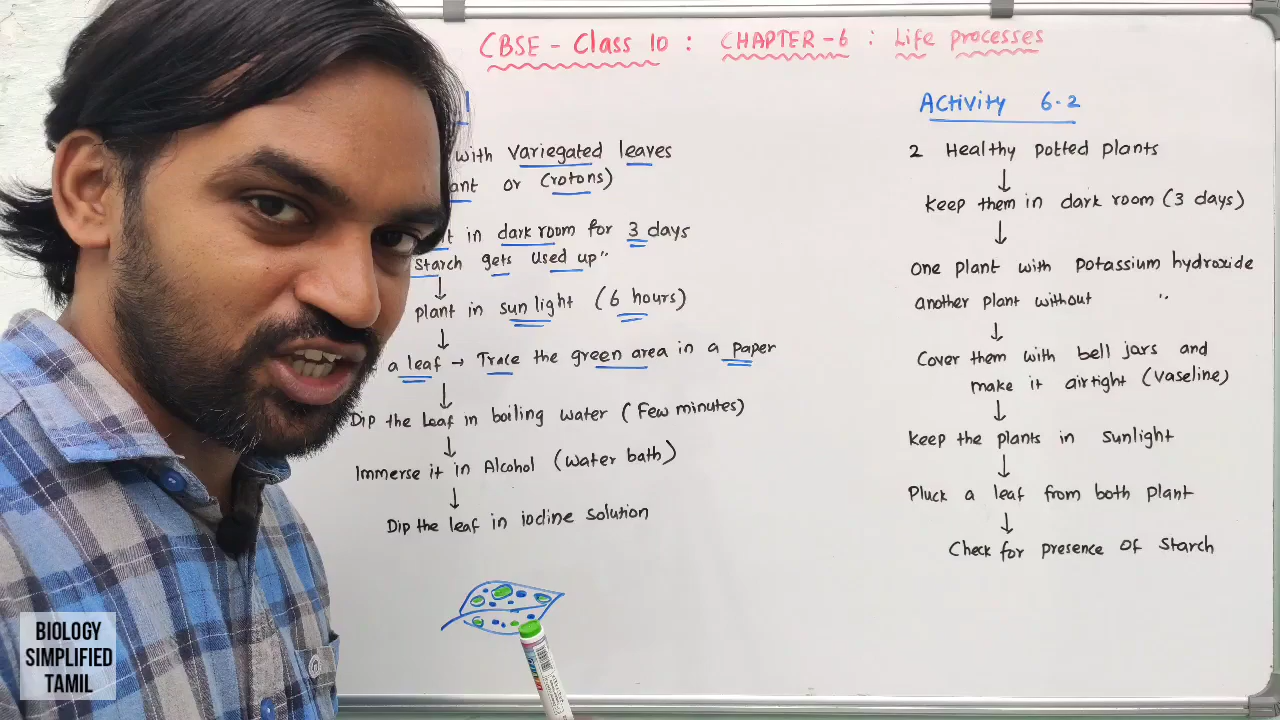 CBSE - Class 10 : CHAPTER - 6 : Life processes
1
with variegated leaves
ant or Crotons)
t in dark room for 3 days
Starch gets used up"
plant in sun light (6 hours)
a leaf → Trace the green area in a paper
Dip the leaf in boiling water (Few minutes)
Immerse it in Alcohol (water bath)
Dip the leaf in iodine solution
Activity 6.2
2 Healthy potted plants
Keep them in dark room (3 days)
One plant with Potassium hydroxide
another plant without "
Cover them with bell jars and
make it airtight (vaseline)
Keep the plants in sunlight
Pluck a leaf from both plant
Check for presence of starch
BIOLOGY
SIMPLIFIED
TAMIL